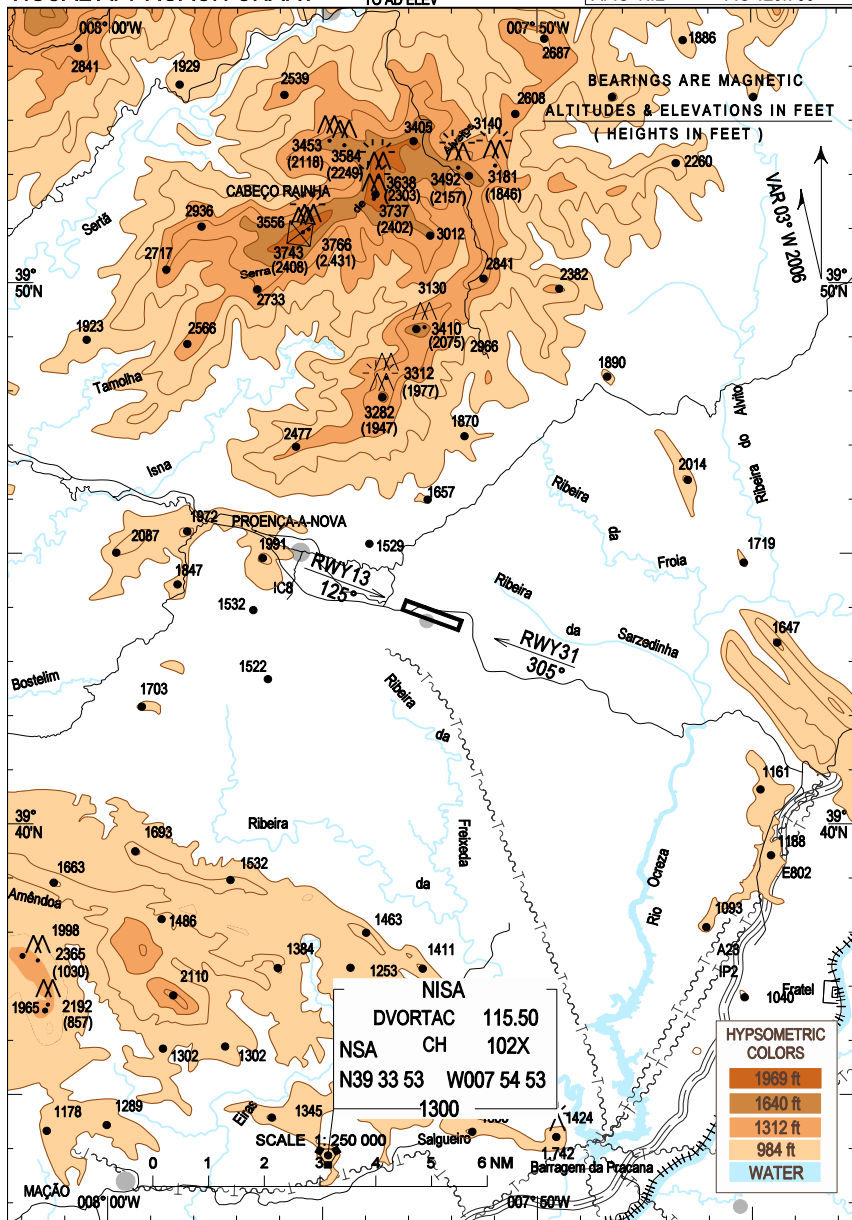 008° 00'W
007° 50'W
2841
1929
2539
2687
1886
BEARINGS ARE MAGNETIC
ALTITUDES & ELEVATIONS IN FEET
( HEIGHTS IN FEET )
2608
3405
3140
Alvelos
3453
(2118)
3584
(2249)
3492
(2157)
3181
(1846)
2260
CABEÇO RAINHA
3638
(2303)
3737
(2402)
de
VAR 03° W 2006
Sertã
2936
3556
3012
3766
(2.431)
3743
(2408)
2717
Serra
2733
2841
2382
39°
50'N
39°
50'N
3130
3410
(2075)
2966
1923
2566
1890
Tamolha
3312
(1977)
3282
(1947)
1870
Ribeira do Alvito
2477
Isna
Ribeira
da
Froia
2014
1657
1972
PROENÇA-A-NOVA
2087
1991
1529
1719
1847
IC8
RWY13
125°
1532
Ribeira
da
Sarzedinha
1647
RWY31
305°
1522
Bostelim
1703
Ribeira
da
Freixeda
1161
39°
40'N
39°
40'N
Ribeira
da
1693
1663
1532
1188
E802
Rio Ocreza
Amêndoa
1486
1463
1093
1998
2365
(1030)
1384
1253
1411
A23
IP2
2110
1965
2192
(857)
1040
Fratel
NISA
DVORTAC 115.50
NSA CH 102X
N39 33 53 W007 54 53
1300
1302
1302
HYPSOMETRIC
COLORS
1969 ft
1640 ft
1312 ft
984 ft
WATER
1178
1289
Eiras
1345
1424
1.742
SCALE 1: 250 000
Salgueiro
Barragem da Pracana
0 1 2 3 4 5 6 NM
MAÇÃO
008° 00'W
007° 50'W